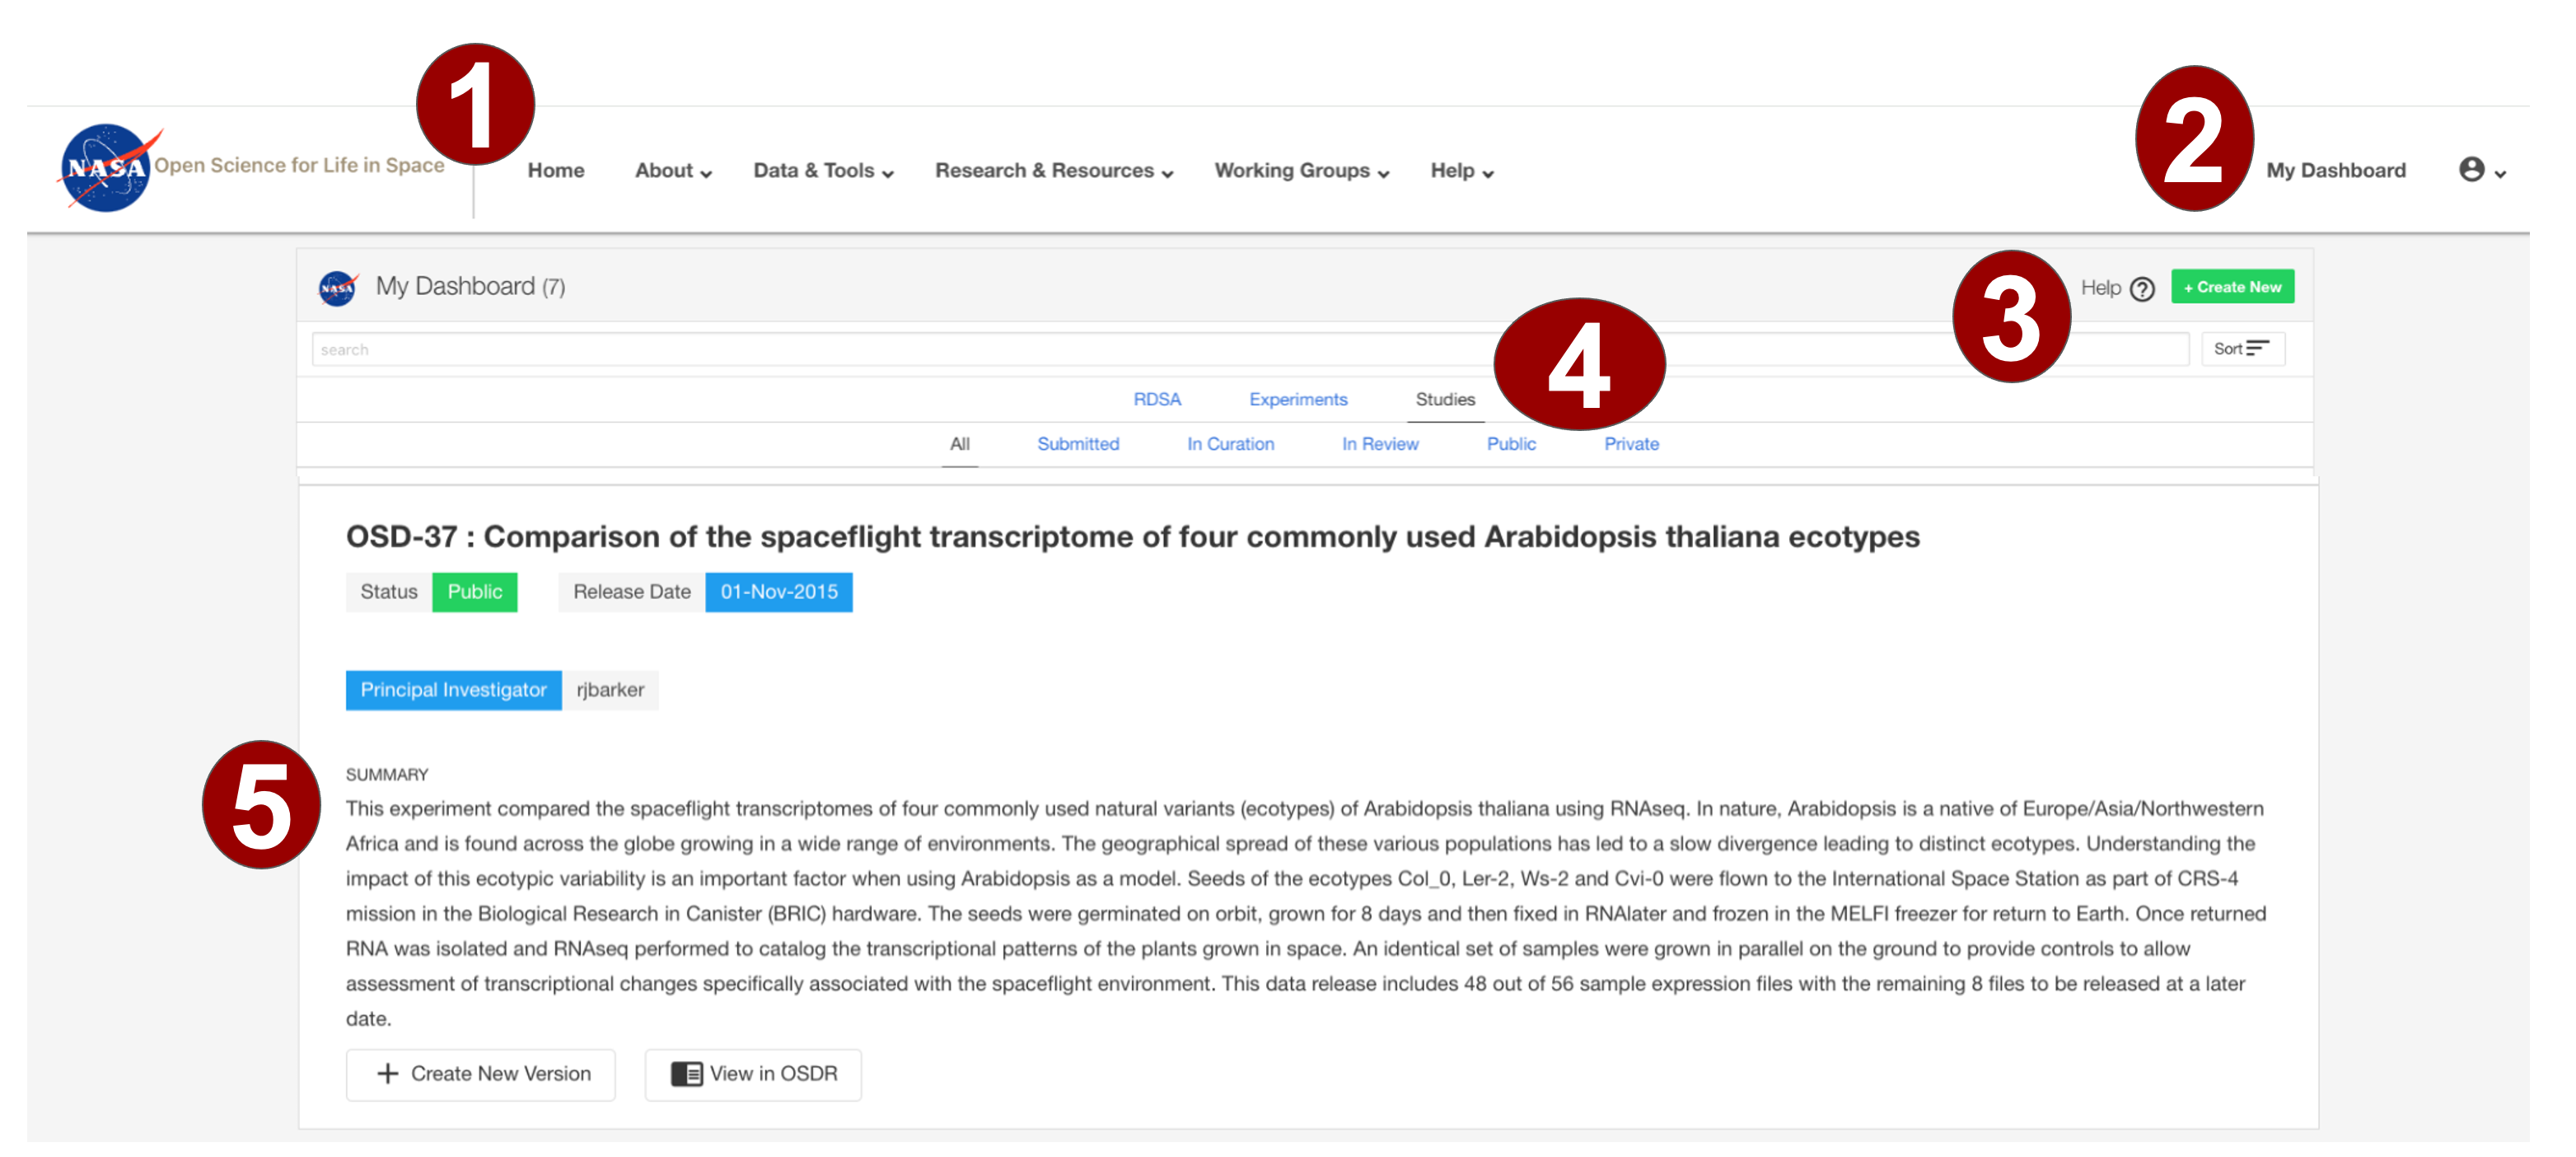 1
2
NASA Open Science for Life in Space
Home About Data & Tools Research & Resources Working Groups Help My Dashboard
NASA My Dashboard (7) 3 Help ? + Create New
search 4 Sort
RDSA Experiments Studies
All Submitted In Curation In Review Public Private
OSD-37 : Comparison of the spaceflight transcriptome of four commonly used Arabidopsis thaliana ecotypes
Status Public Release Date 01-Nov-2015
Principal Investigator rjbarker
5
SUMMARY
This experiment compared the spaceflight transcriptomes of four commonly used natural variants (ecotypes) of Arabidopsis thaliana using RNAseq. In nature, Arabidopsis is a native of Europe/Asia/Northwestern
Africa and is found across the globe growing in a wide range of environments. The geographical spread of these various populations has led to a slow divergence leading to distinct ecotypes. Understanding the
impact of this ecotypic variability is an important factor when using Arabidopsis as a model. Seeds of the ecotypes Col_0, Ler-2, Ws-2 and Cvi-0 were flown to the International Space Station as part of CRS-4
mission in the Biological Research in Canister (BRIC) hardware. The seeds were germinated on orbit, grown for 8 days and then fixed in RNAlater and frozen in the MELFI freezer for return to Earth. Once returned
RNA was isolated and RNAseq performed to catalog the transcriptional patterns of the plants grown in space. An identical set of samples were grown in parallel on the ground to provide controls to allow
assessment of transcriptional changes specifically associated with the spaceflight environment. This data release includes 48 out of 56 sample expression files with the remaining 8 files to be released at a later
date.
+ Create New Version View in OSDR